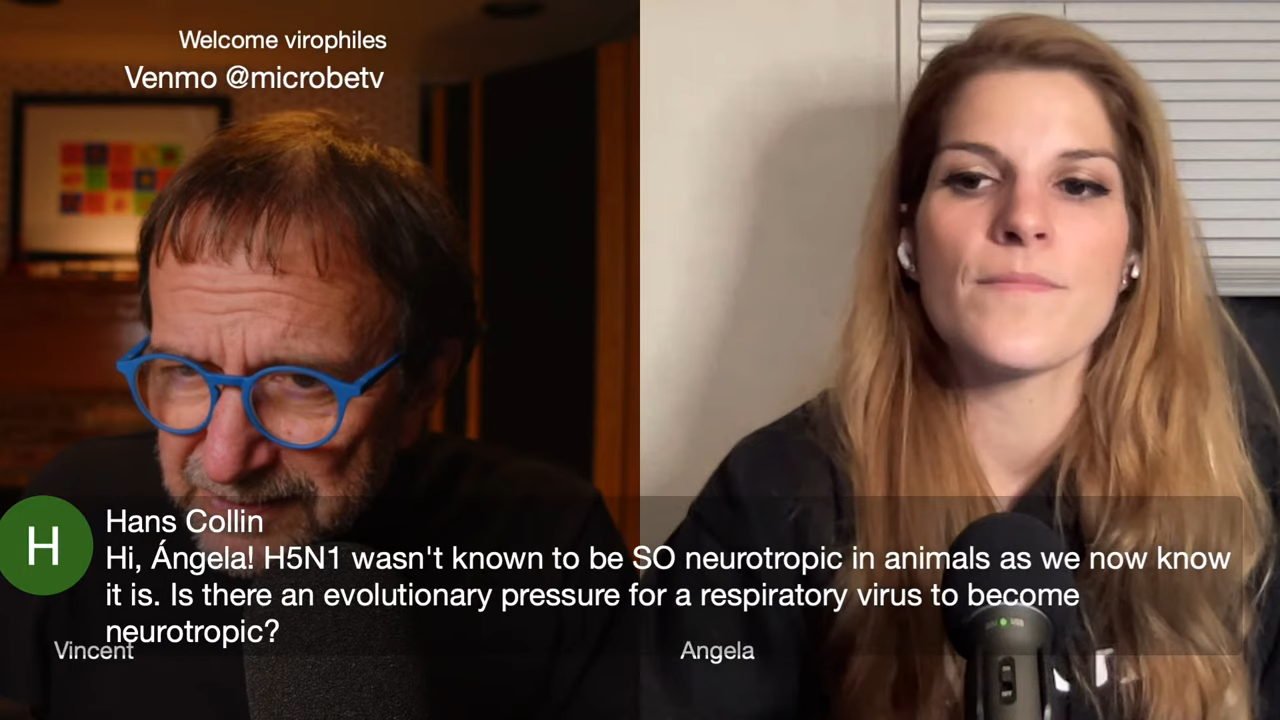 Welcome virophiles
Venmo @microbetv
H
Hans Collin
Hi, Ángela! H5N1 wasn't known to be SO neurotropic in animals as we now know
it is. Is there an evolutionary pressure for a respiratory virus to become
neurotropic?
Vincent
Angela
OFF